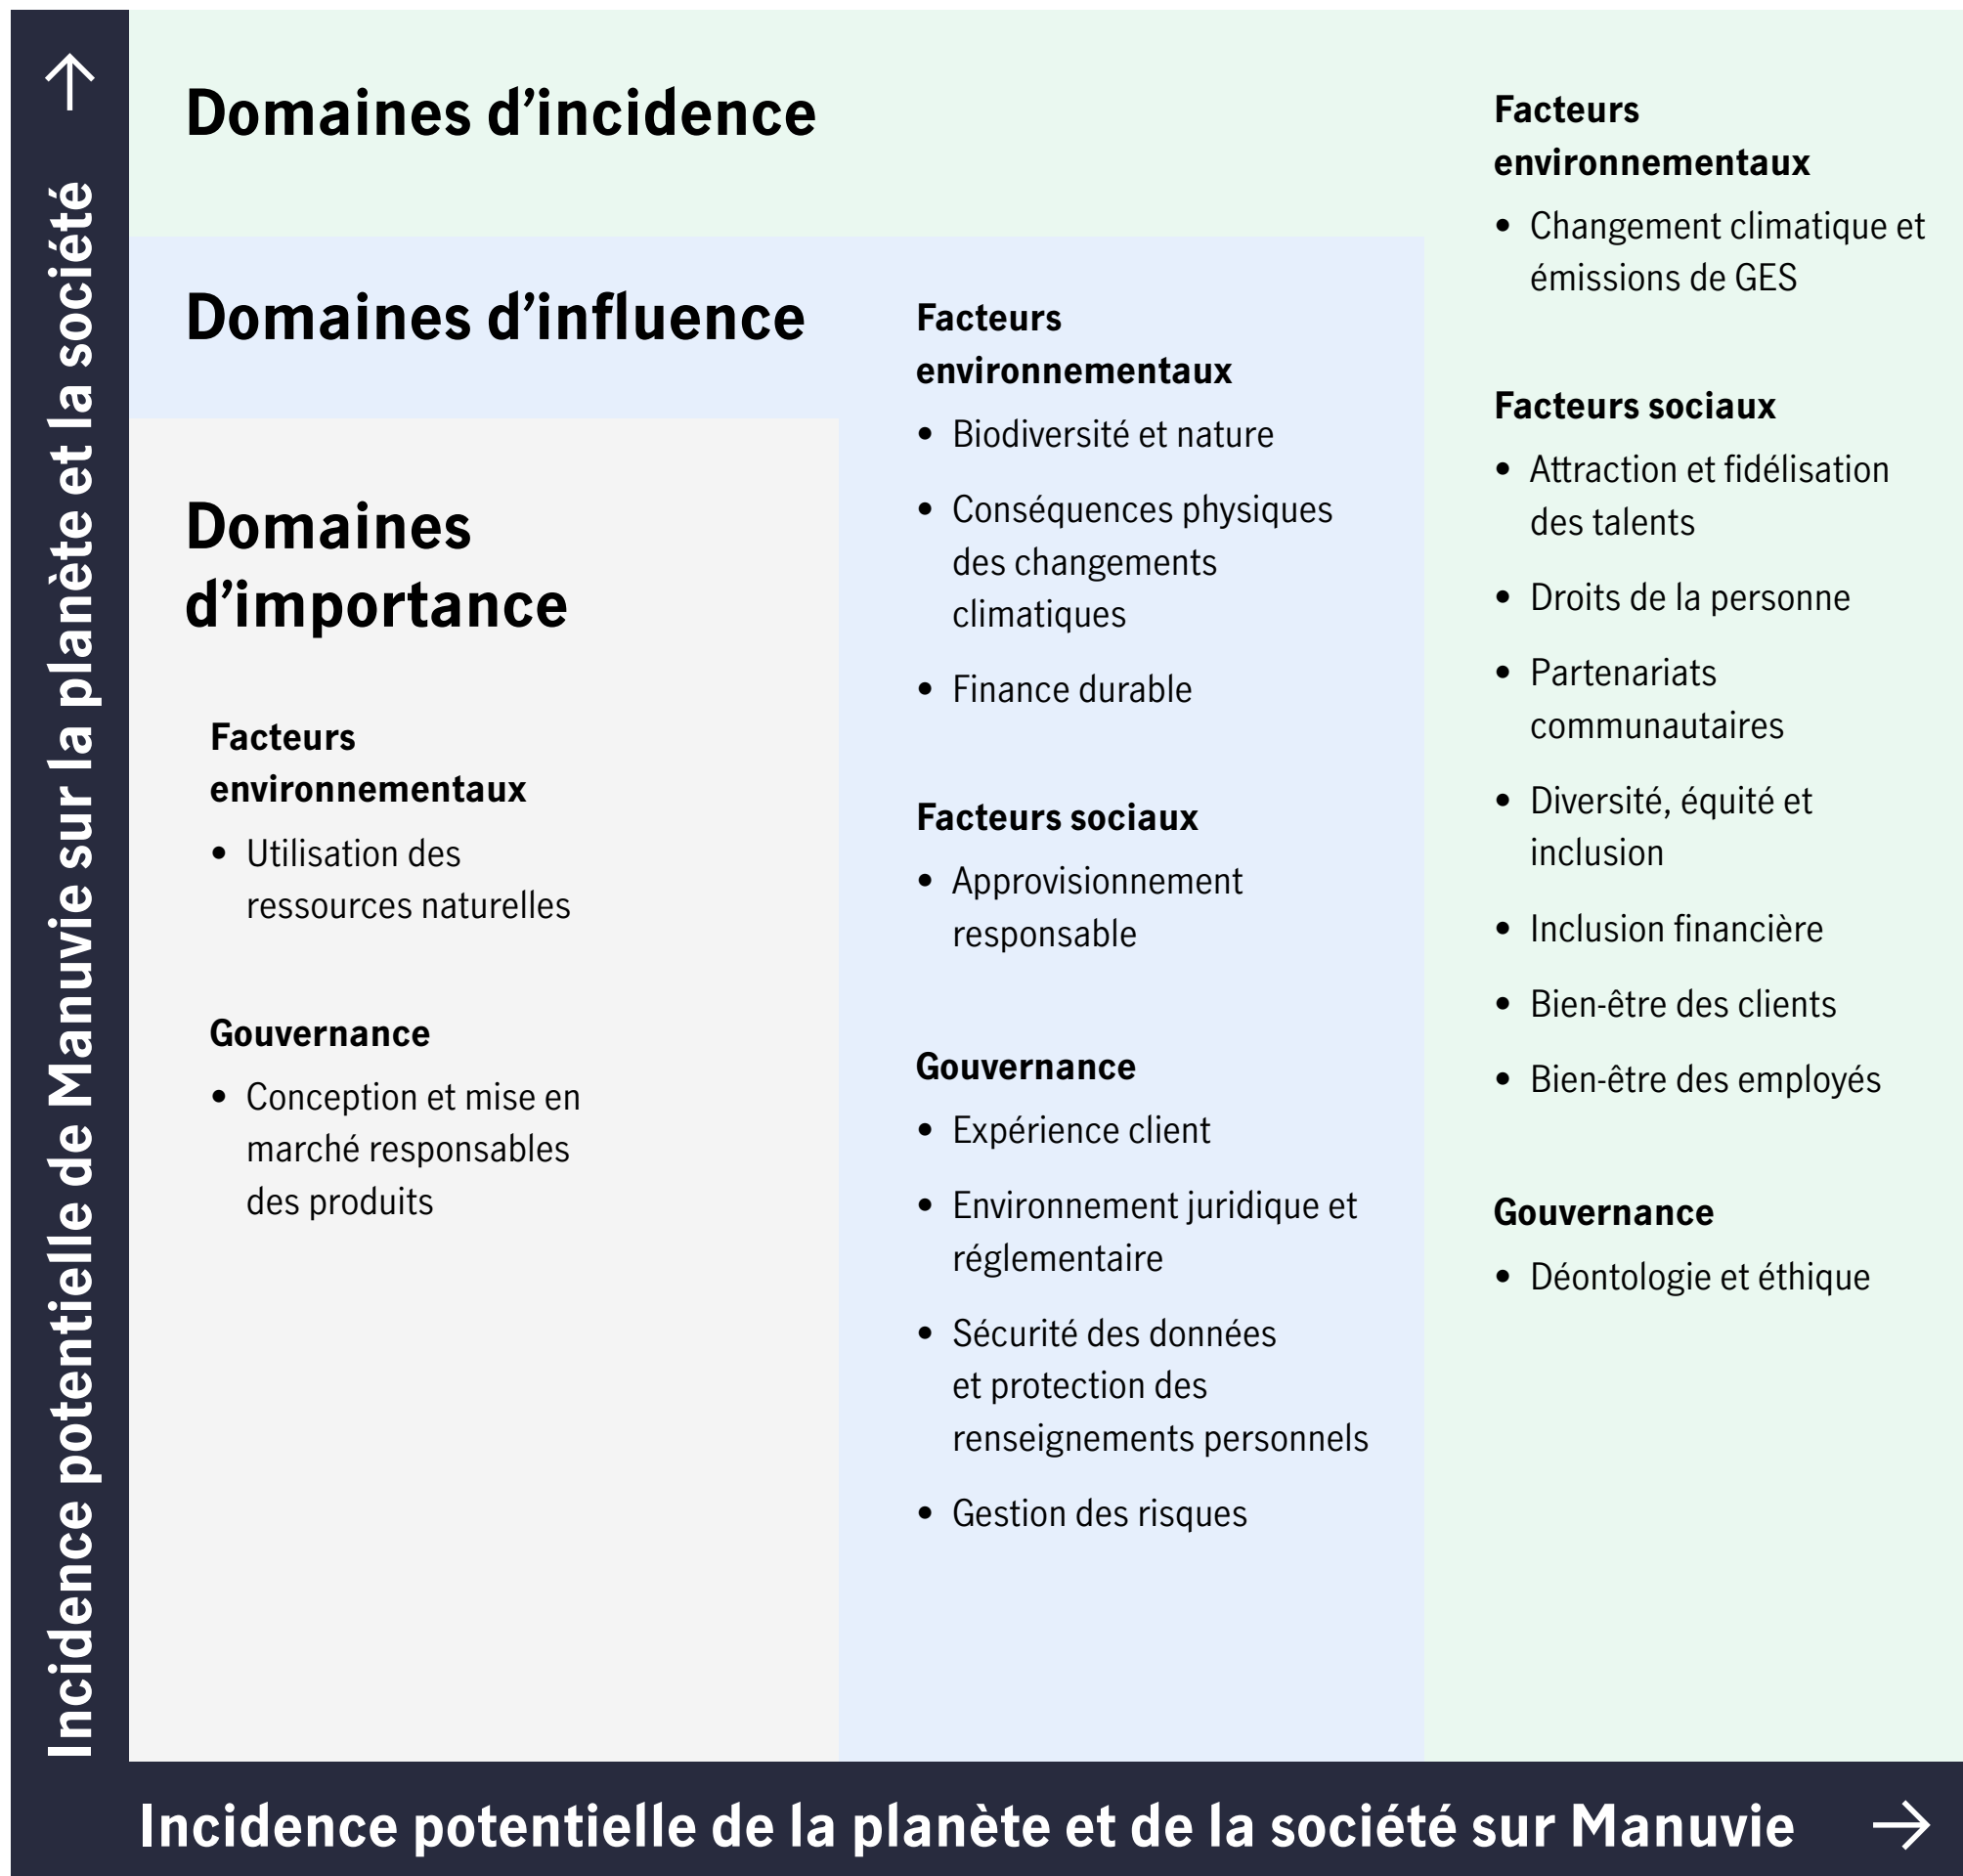 Incidence potentielle de Manuvie sur la planète et la société
Domaines d’incidence
Facteurs
environnementaux
• Changement climatique et
émissions de GES
Facteurs sociaux
• Attraction et fidélisation
des talents
• Droits de la personne
• Partenariats
communautaires
• Diversité, équité et
inclusion
• Inclusion financière
• Bien-être des clients
• Bien-être des employés
Gouvernance
• Déontologie et éthique
Domaines d’influence
Facteurs
environnementaux
• Biodiversité et nature
• Conséquences physiques
des changements
climatiques
• Finance durable
Facteurs sociaux
• Approvisionnement
responsable
Gouvernance
• Expérience client
• Environnement juridique et
réglementaire
• Sécurité des données
et protection des
renseignements personnels
• Gestion des risques
Domaines
d’importance
Facteurs
environnementaux
• Utilisation des
ressources naturelles
Gouvernance
• Conception et mise en
marché responsables
des produits
Incidence potentielle de la planète et de la société sur Manuvie